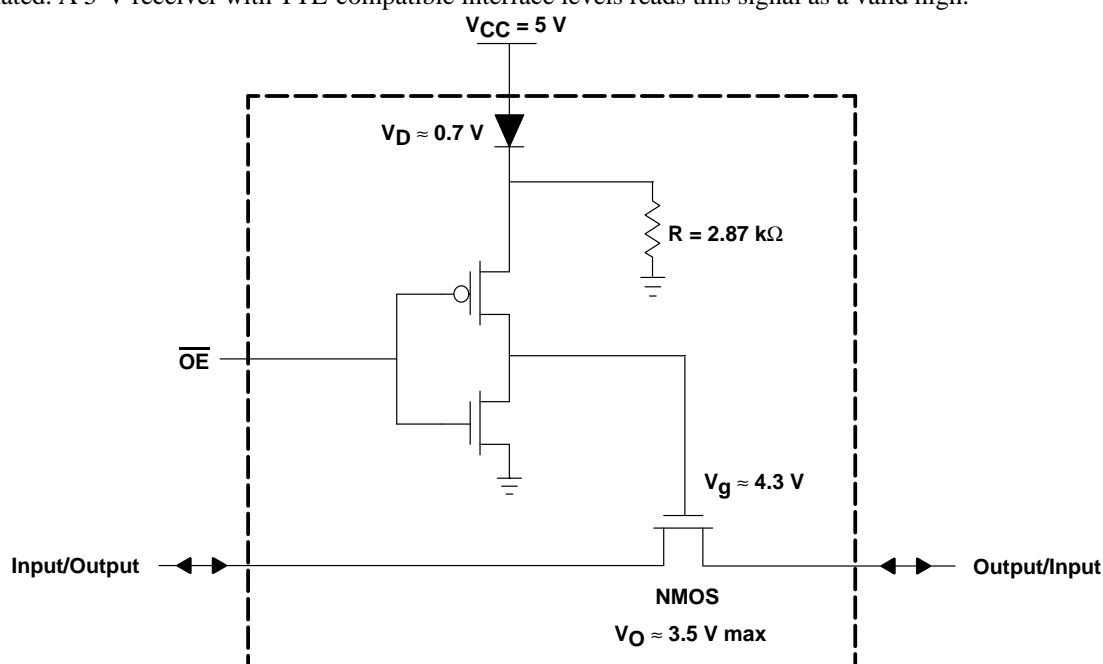 A 5-V receiver with TTL-compatible interface levels reads this signal as a valid high.
VCC = 5 V
VD ≈ 0.7 V
R = 2.87 kΩ
OE
Vg ≈ 4.3 V
Input/Output
Output/Input
NMOS
VO ≈ 3.5 V max